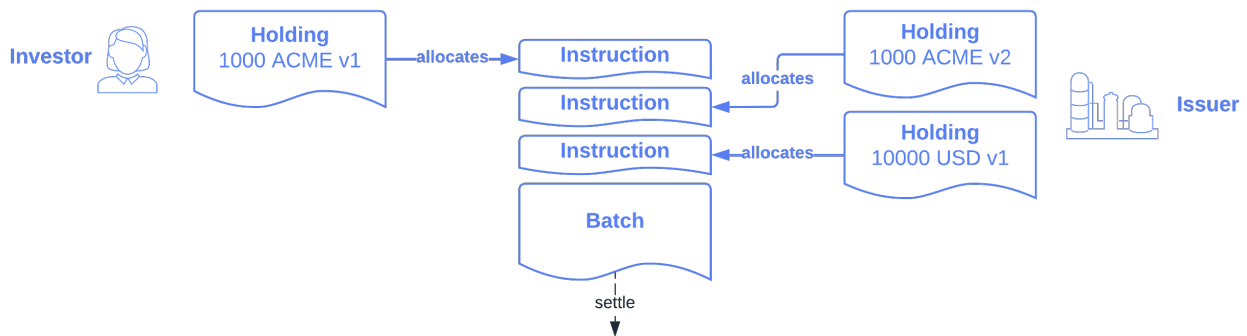 Investor
Holding
1000 ACME v1
allocates
Instruction
Instruction
Instruction
Batch
settle
allocates
allocates
Holding
1000 ACME v2
Holding
10000 USD v1
Issuer